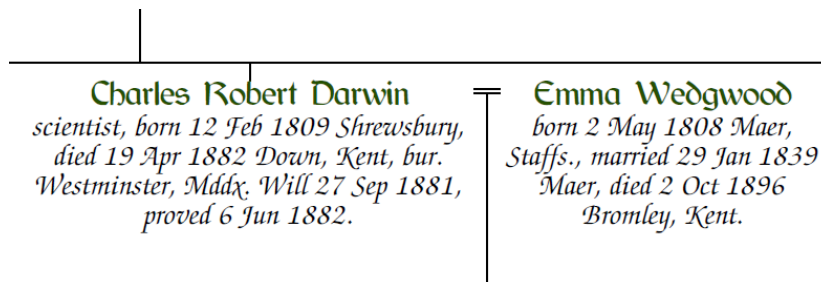 Charles Robert Darwin
scientist, born 12 Feb 1809 Shrewsbury,
died 19 Apr 1882 Down, Kent, bur.
Westminster, Mddx. Will 27 Sep 1881,
proved 6 Jun 1882.
Emma Wedgwood
born 2 May 1808 Maer,
Staffs., married 29 Jan 1839
Maer, died 2 Oct 1896
Bromley, Kent.